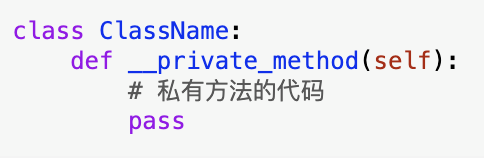 class ClassName:
    def __private_method(self):
        # 私有方法的代码
        pass